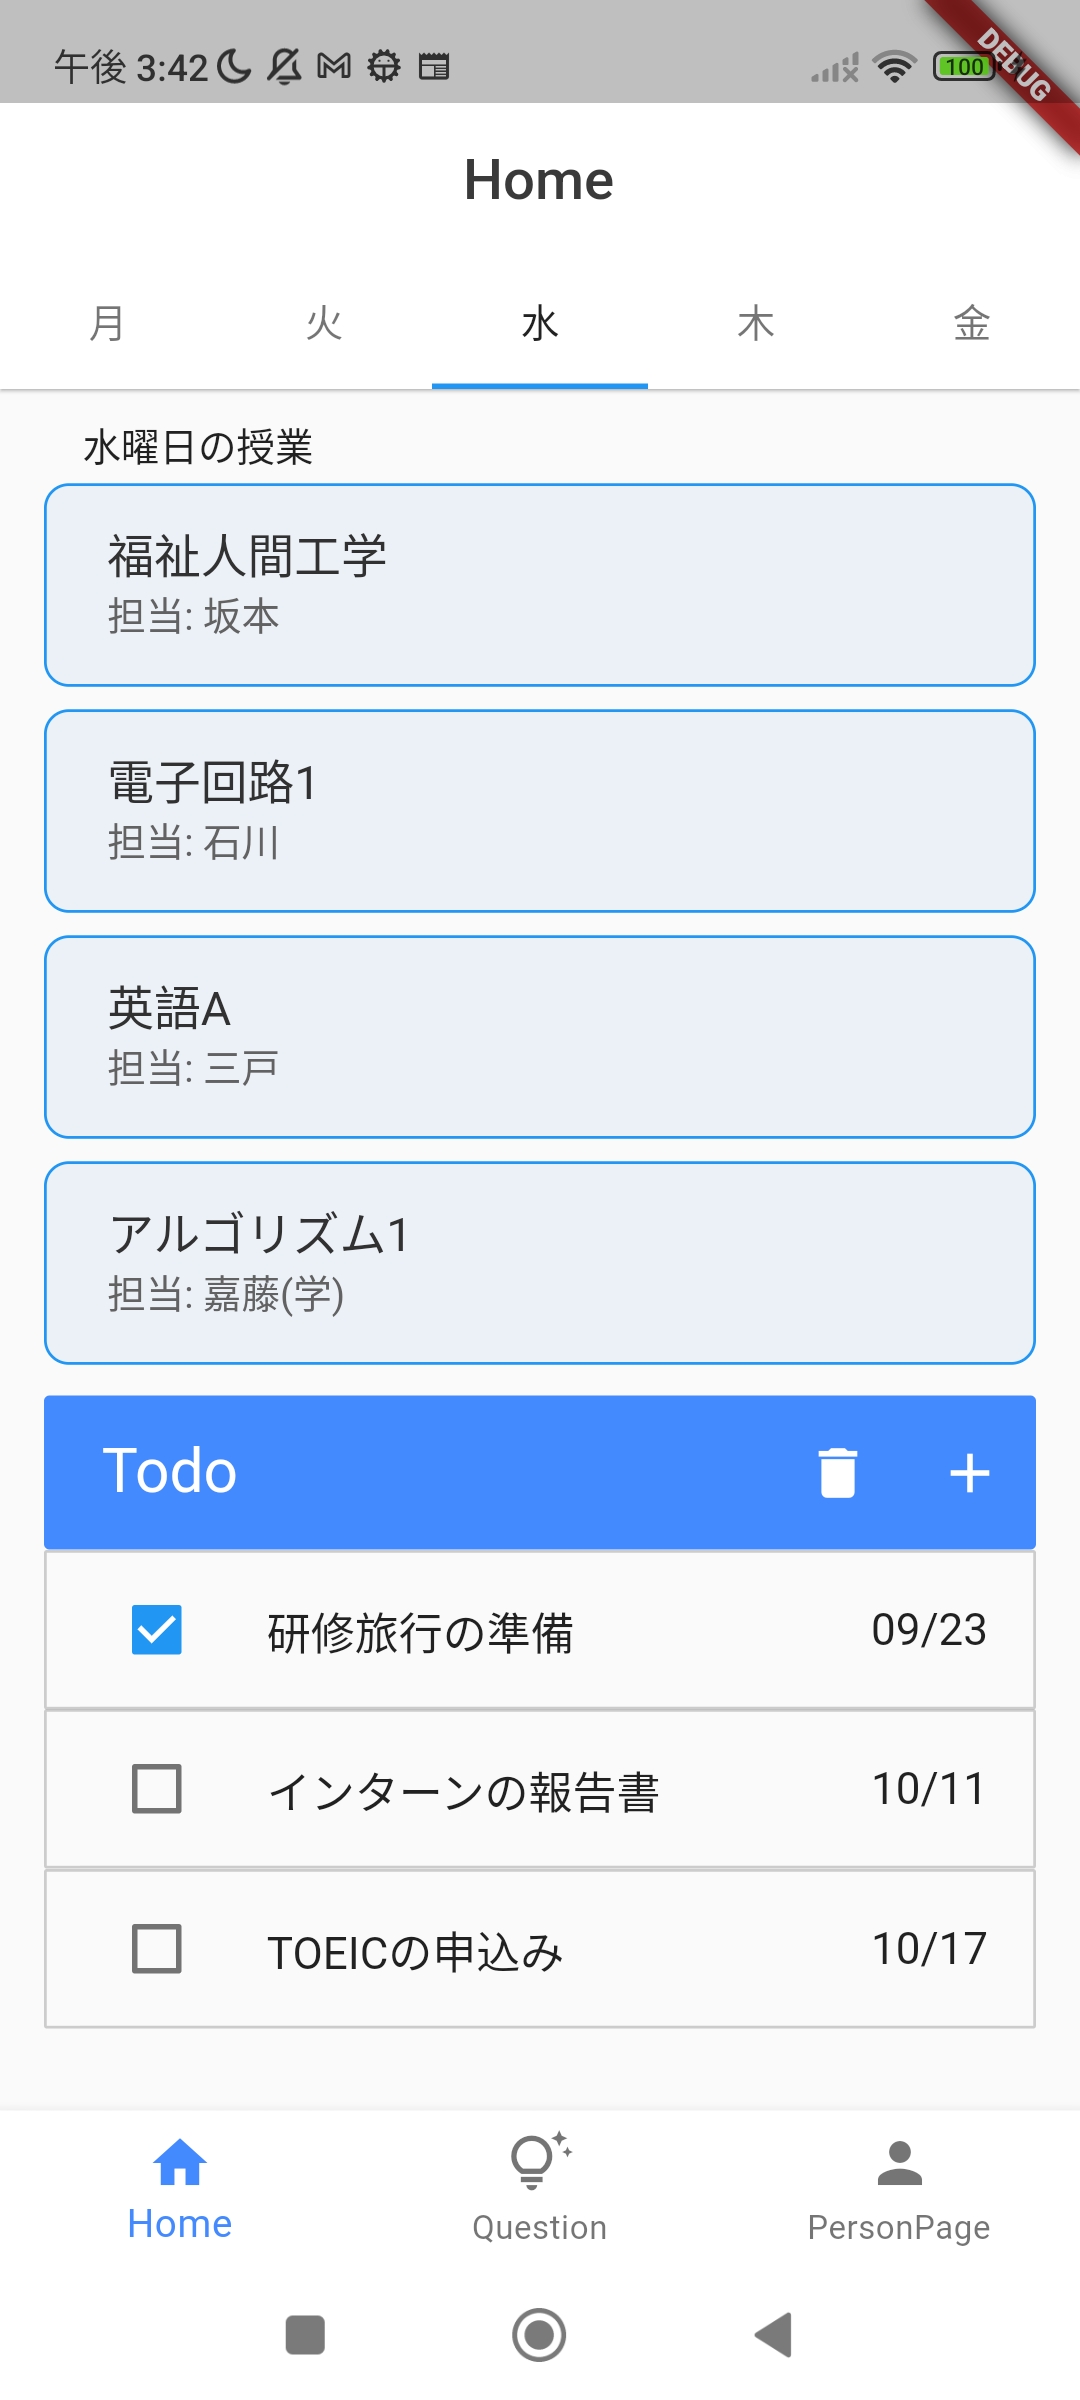 午後 3:42
100
DEBUG
Home
月 火 水 木 金
水曜日の授業
福祉人間工学
担当: 坂本
電子回路1
担当: 石川
英語A
担当: 三戸
アルゴリズム1
担当: 嘉藤(学)
Todo
研修旅行の準備 09/23
インターンの報告書 10/11
TOEICの申込み 10/17
Home Question PersonPage